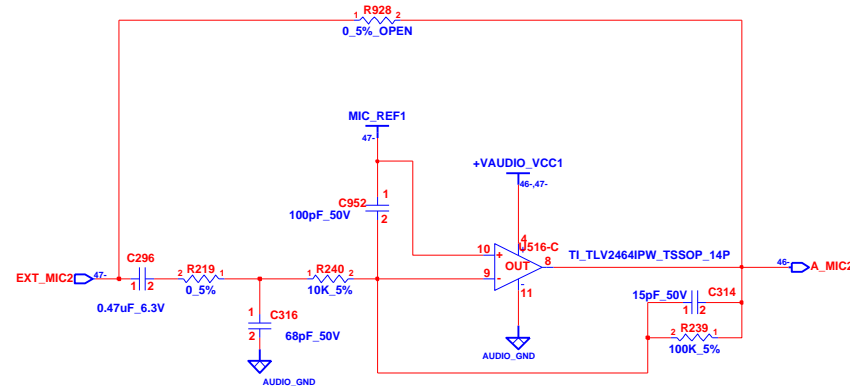 1 R928 2
0_5%_OPEN
MIC_REF1
47-
+VAUDIO_VCC1
46-,47-
1
C952
2
100pF_50V
4
U516-C
TI_TLV2464IPW_TSSOP_14P
10 +
OUT 8
9 -
-
11
AUDIO_GND
EXT_MIC2 47-
C296
1 2
0.47uF_6.3V
2 R219 1
0_5%
2 R240 1
10K_5%
1
C316
2
68pF_50V
AUDIO_GND
46- A_MIC2
15pF_50V
C314
1 2
2 R239 1
100K_5%